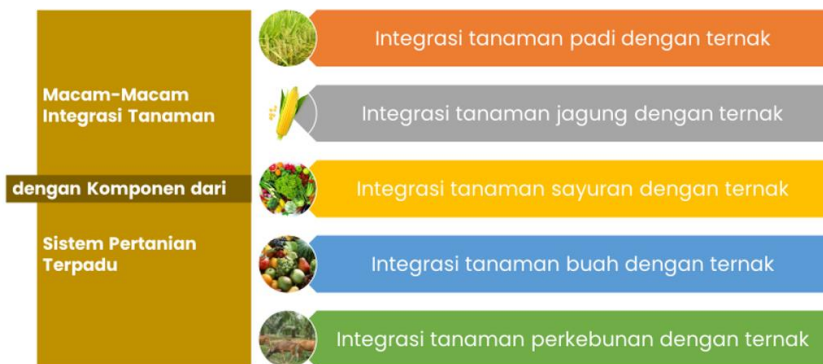 Macam-Macam
Integrasi Tanaman
dengan Komponen dari
Sistem Pertanian
Terpadu
Integrasi tanaman padi dengan ternak
Integrasi tanaman jagung dengan ternak
Integrasi tanaman sayuran dengan ternak
Integrasi tanaman buah dengan ternak
Integrasi tanaman perkebunan dengan ternak